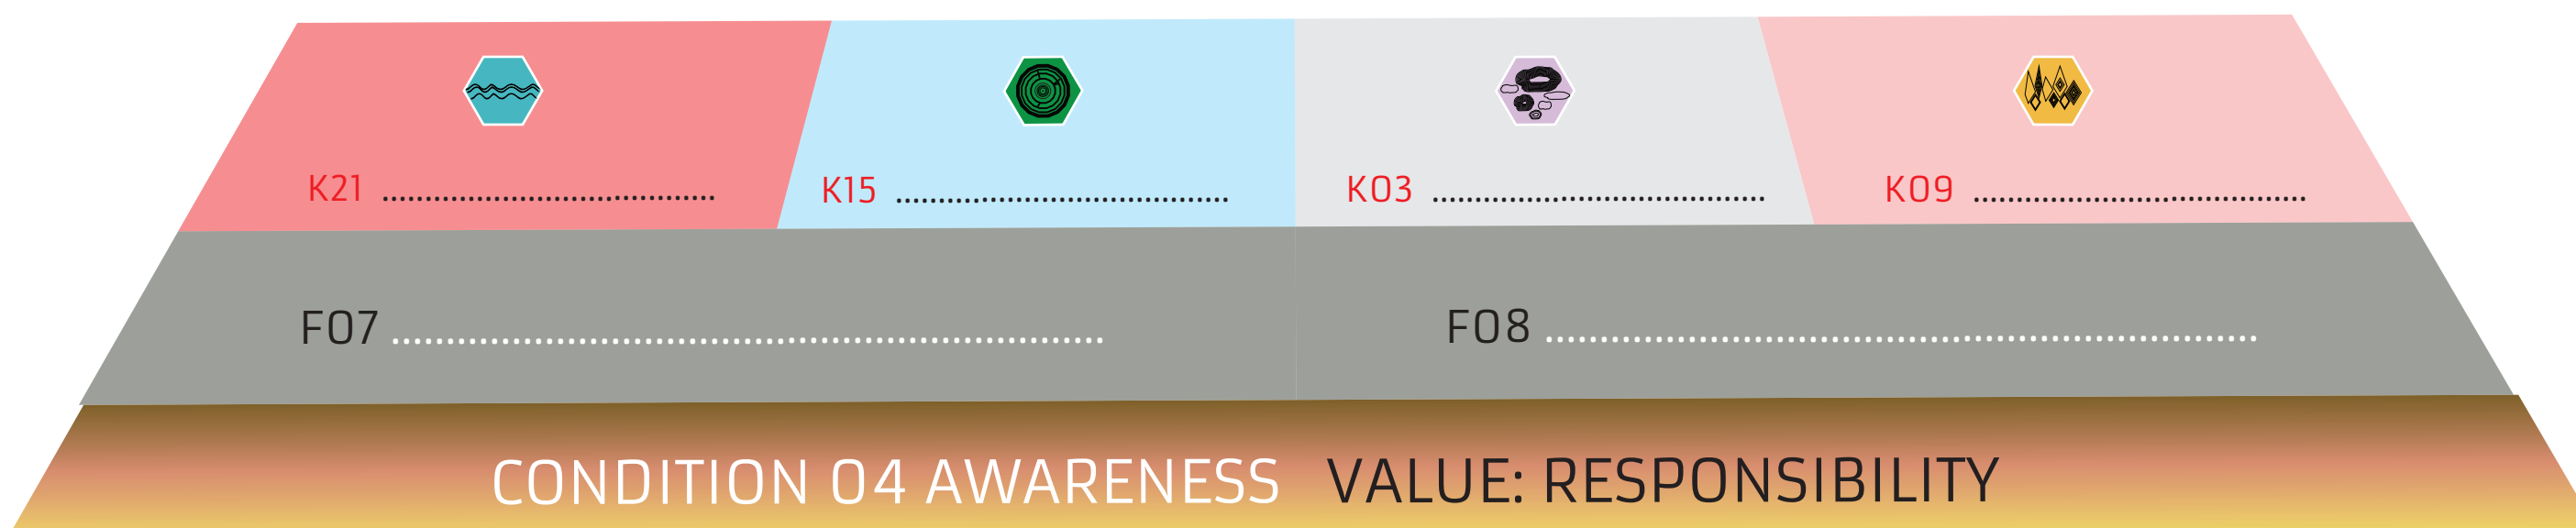 K21 ........................................
K15 ........................................
K03 ........................................
K09 ........................................
F07 ................................................................
F08 ................................................................
CONDITION 04 AWARENESS VALUE: RESPONSIBILITY